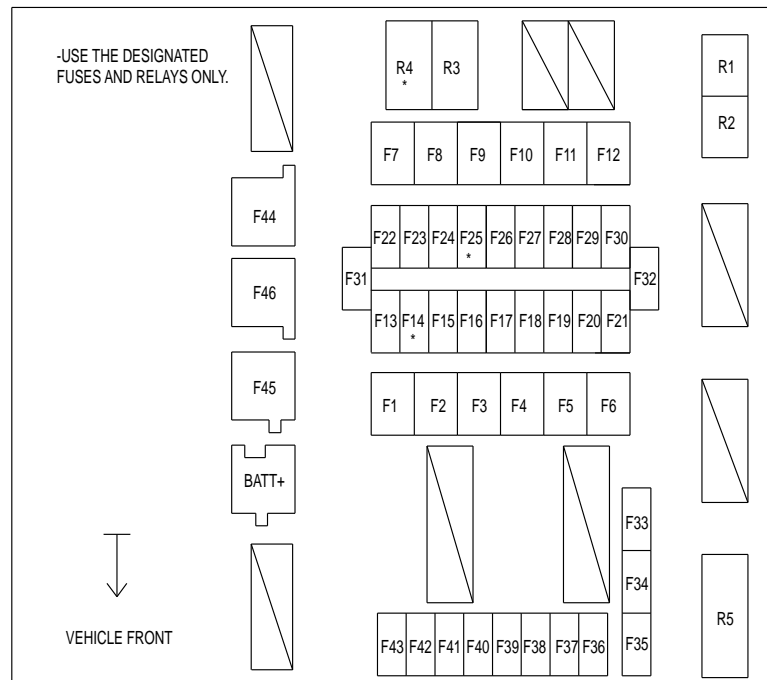 -USE THE DESIGNATED
FUSES AND RELAYS ONLY.
R4
*
R3
R1
R2
F7 F8 F9 F10 F11 F12
F44
F22 F23 F24 F25 F26 F27 F28 F29 F30
*
F31
F32
F46
F13 F14 F15 F16 F17 F18 F19 F20 F21
*
F45
F1 F2 F3 F4 F5 F6
BATT+
F33
F34
F35
VEHICLE FRONT
F43 F42 F41 F40 F39 F38 F37 F36
R5